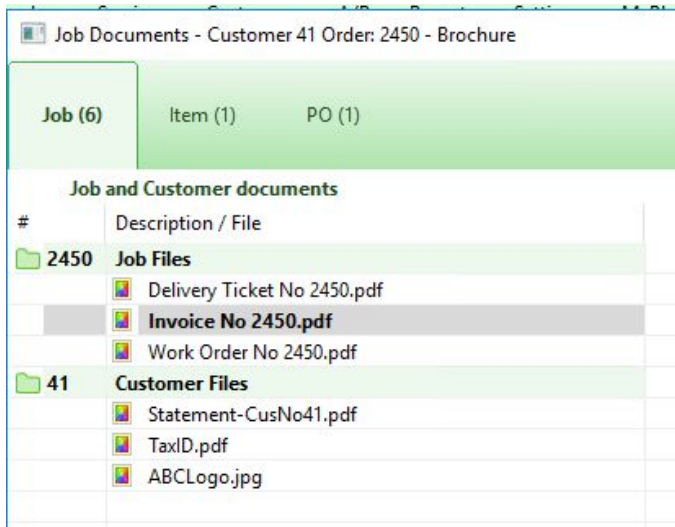 Job Documents - Customer 41 Order: 2450 - Brochure
Job (6) Item (1) PO (1)
Job and Customer documents
# Description / File
2450 Job Files
Delivery Ticket No 2450.pdf
Invoice No 2450.pdf
Work Order No 2450.pdf
41 Customer Files
Statement-CusNo41.pdf
TaxID.pdf
ABCLogo.jpg